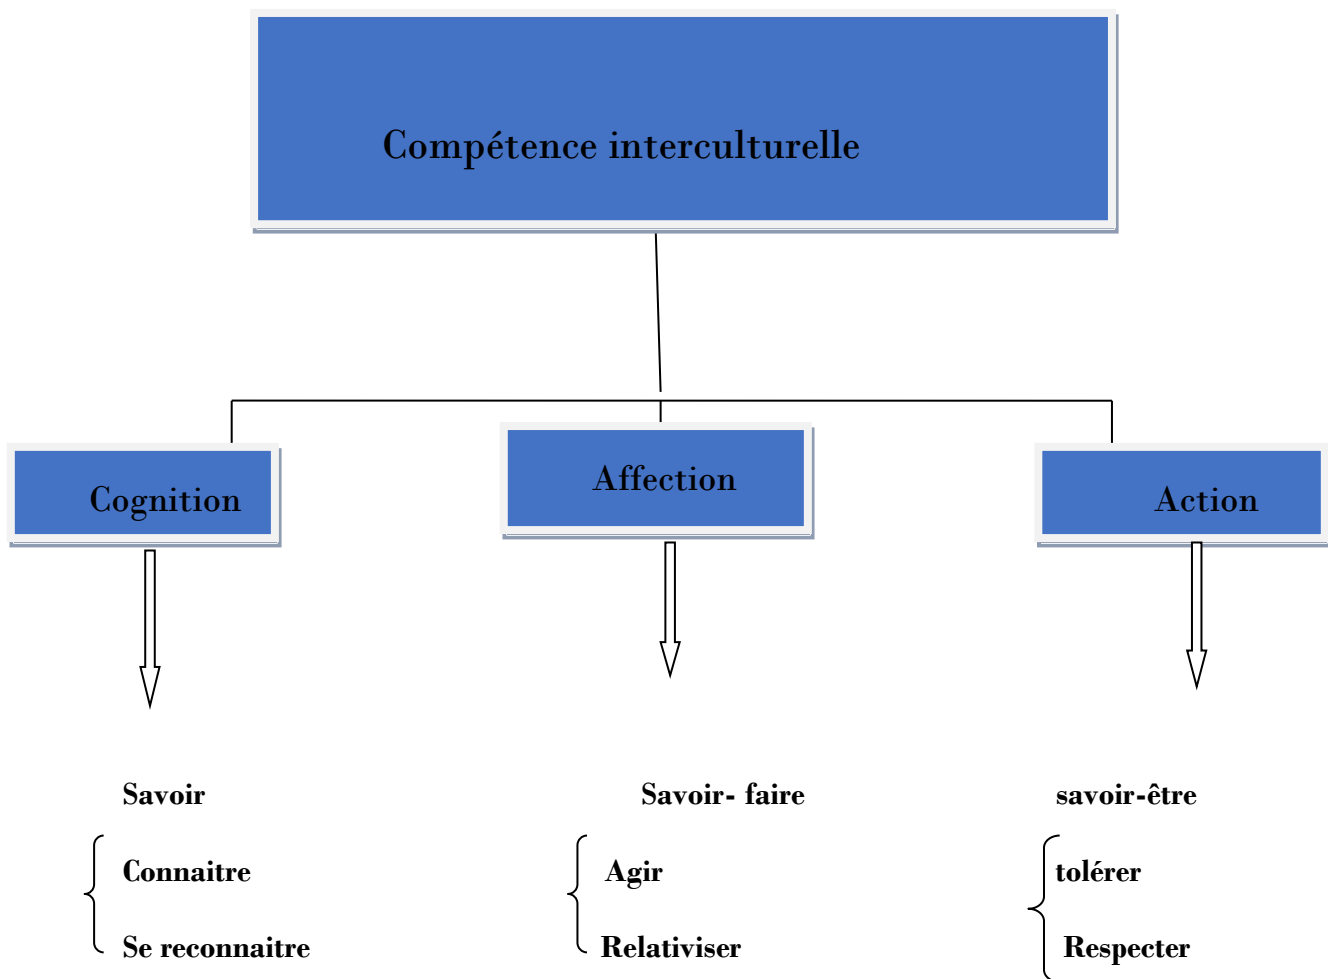 Compétence interculturelle
Cognition
Affection
Action
Savoir
Savoir- faire
savoir-être
Connaitre
Agir
tolérer
Se reconnaitre
Relativiser
Respecter